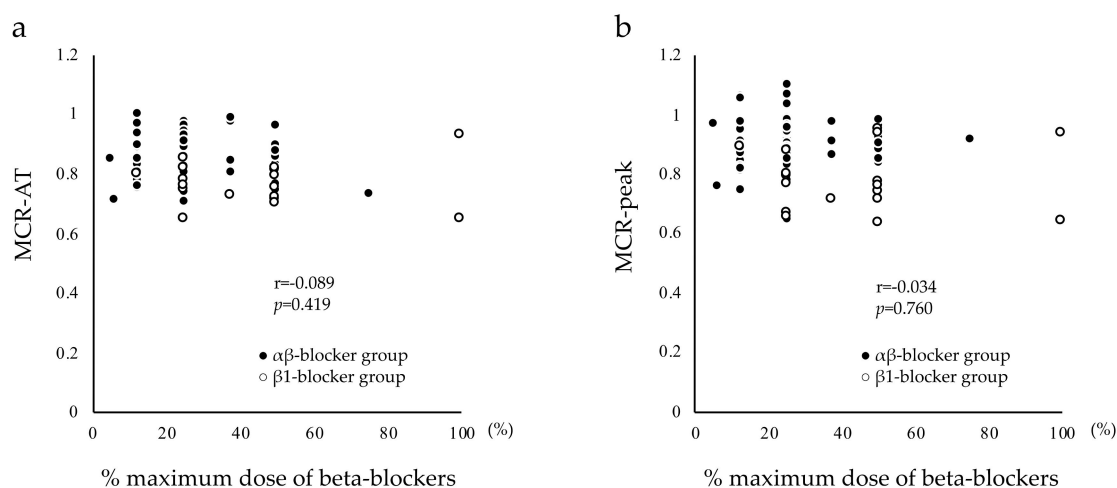 a
MCR-AT
1.2
1
0.8
0.6
0.4
0.2
0
0 20 40 60 80 100 (%)
r=-0.089
p=0.419
αβ-blocker group
β1-blocker group
% maximum dose of beta-blockers
b
MCR-peak
1.2
1
0.8
0.6
0.4
0.2
0
0 20 40 60 80 100 (%)
r=-0.034
p=0.760
αβ-blocker group
β1-blocker group
% maximum dose of beta-blockers